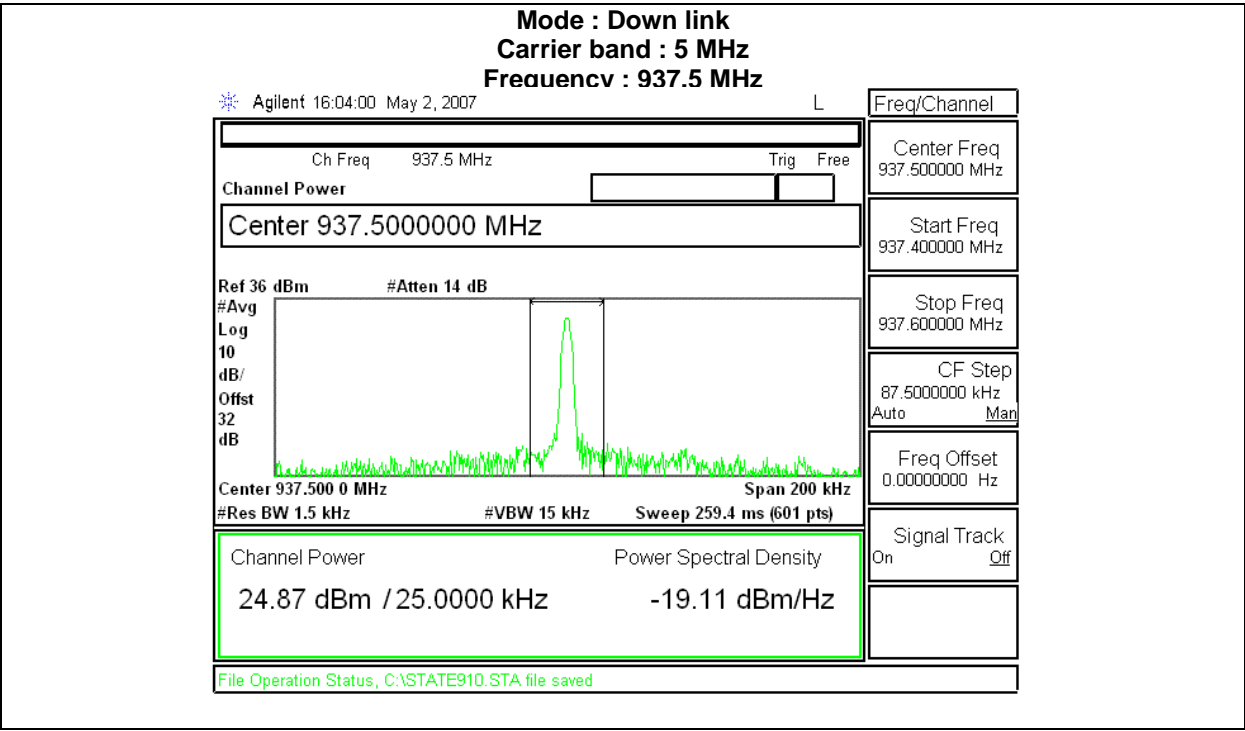 Mode : Down link
Carrier band : 5 MHz
Frequency : 937.5 MHz
Agilent 16:04:00 May 2, 2007 L
Freq/Channel
Ch Freq 937.5 MHz Trig Free
Channel Power
Center 937.5000000 MHz
Ref 36 dBm #Atten 14 dB
#Avg
Log
10
dB/
Offst
32
dB
Center 937.500 0 MHz Span 200 kHz
#Res BW 1.5 kHz #VBW 15 kHz Sweep 259.4 ms (601 pts)
Channel Power Power Spectral Density
24.87 dBm / 25.0000 kHz -19.11 dBm/Hz
File Operation Status, C:\STATE910.STA file saved
Center Freq
937.500000 MHz
Start Freq
937.400000 MHz
Stop Freq
937.600000 MHz
CF Step
87.5000000 kHz
Auto Man
Freq Offset
0.00000000 Hz
Signal Track
On Off